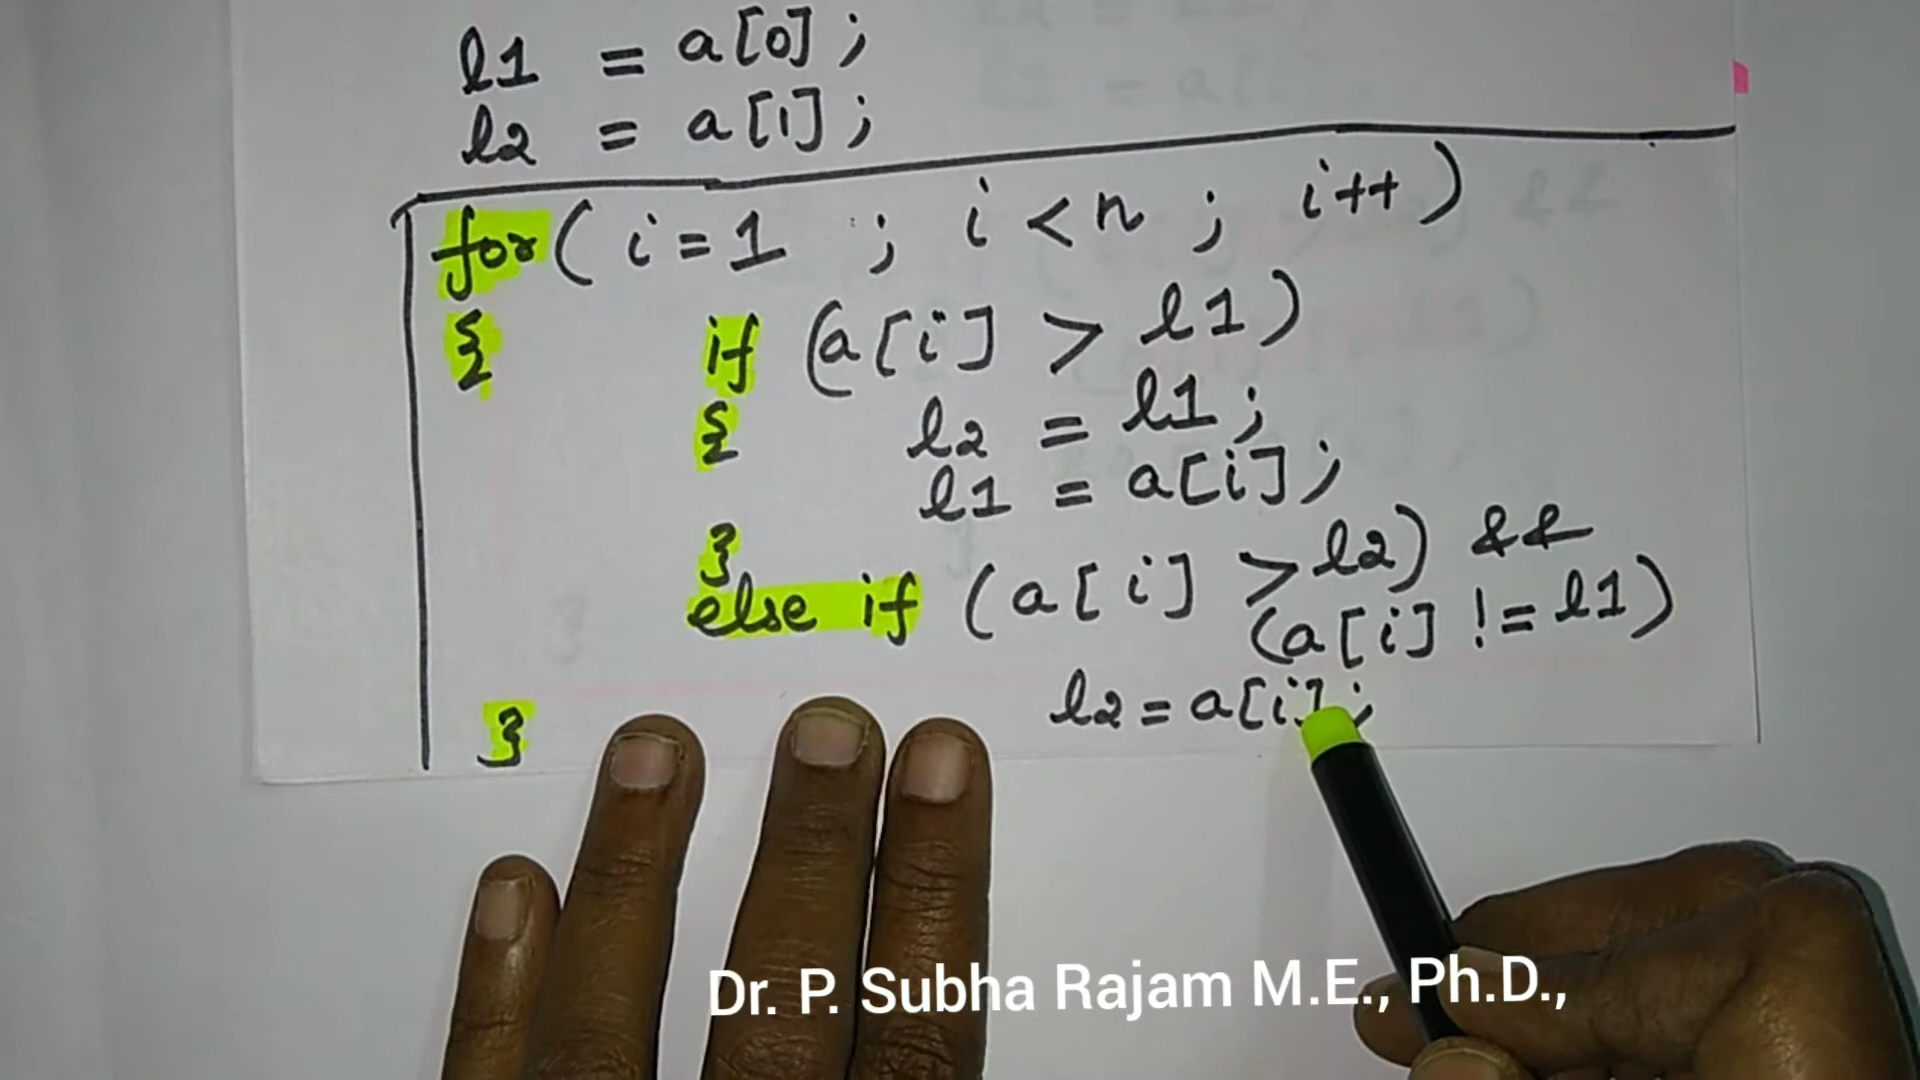 l1 = a[0];
l2 = a[1];
for( i=1 ; i<n ; i++)
{ if (a[i] > l1)
{ l2 = l1;
l1 = a[i];
}
else if (a[i] > l2) &&
(a[i] != l1)
l2 = a[i];
}
Dr. P. Subha Rajam M.E., Ph.D.,